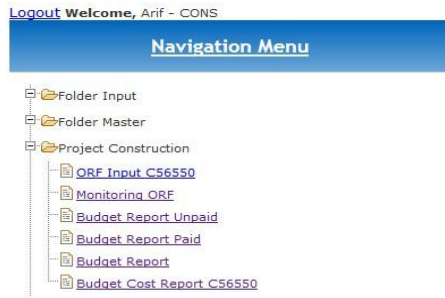 Logout Welcome, Arif - CONS
Navigation Menu
Folder Input
Folder Master
Project Construction
ORF Input C56550
Monitoring ORF
Budget Report Unpaid
Budget Report Paid
Budget Report
Budget Cost Report C56550